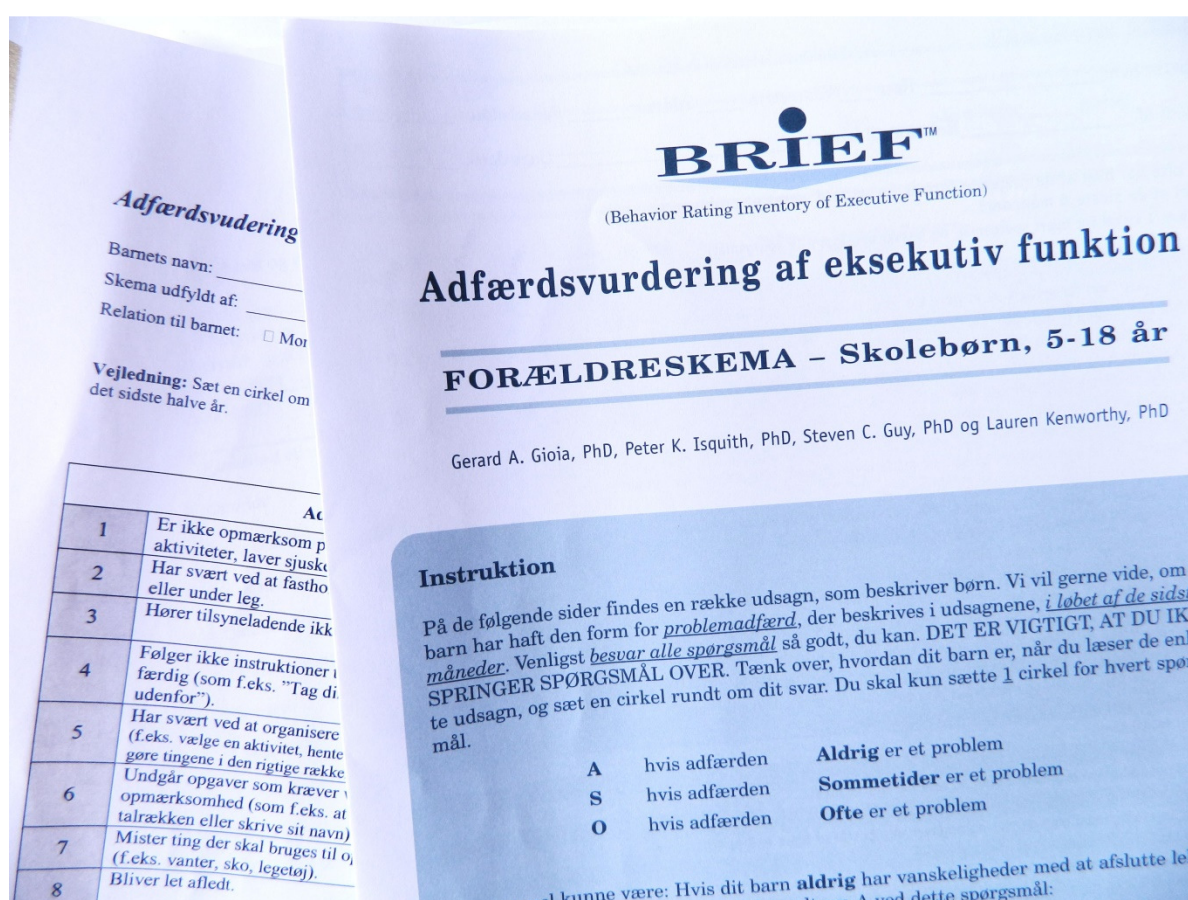 Adfærdsvudering
Barnets navn:
Skema udfyldt af:
Relation til barnet: □ Mor
Vejledning: Sæt en cirkel om
det sidste halve år.
1 Er ikke opmærksom
aktiviteter, laver
2 Har svært ved at
eller under leg.
3 Hører tilsyneladende
4 Følger ikke instruktioner
færdig (som f.eks. "Tag
udenfor").
5 Har svært ved at organisere
(f.eks. vælge en aktivitet, hente
gøre tingene i den rigtige række
6 Undgår opgaver som kræver
opmærksomhed (som f.eks. at
talrækken eller skrive sit navn)
7 Mister ting der skal bruges til
(f.eks. vanter, sko, legetøj).
8 Bliver let afledt.
BRIEF™
(Behavior Rating Inventory of Executive Function)
Adfærdsvurdering af eksekutiv funktion
FORÆLDRESKEMA – Skolebørn, 5-18 år
Gerard A. Gioia, PhD, Peter K. Isquith, PhD, Steven C. Guy, PhD og Lauren Kenworthy, PhD
Instruktion
På de følgende sider findes en række udsagn, som beskriver børn. Vi vil gerne vide, om
barn har haft den form for problemadfærd, der beskrives i udsagnene, i løbet af de
måneder. Venligst besvar alle spørgsmål så godt, du kan. DET ER VIGTIGT, AT DU
SPRINGER SPØRGSMÅL OVER. Tænk over, hvordan dit barn er, når du læser de
te udsagn, og sæt en cirkel rundt om dit svar. Du skal kun sætte 1 cirkel for hvert
mål.
A hvis adfærden Aldrig er et problem
S hvis adfærden Sommetider er et problem
O hvis adfærden Ofte er et problem
kunne være: Hvis dit barn aldrig har vanskeligheder med at afslutte
A ved dette spørgsmål: